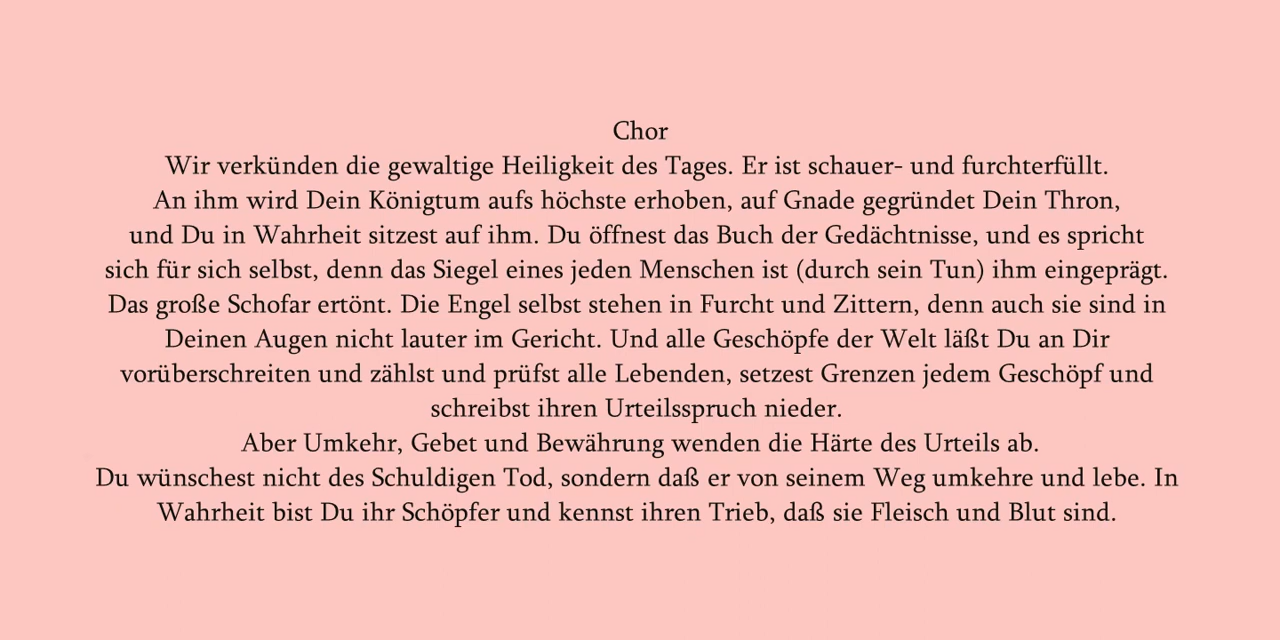 Chor
Wir verkünden die gewaltige Heiligkeit des Tages. Er ist schauer- und furchterfüllt.
An ihm wird Dein Königtum aufs höchste erhoben, auf Gnade gegründet Dein Thron,
und Du in Wahrheit sitzest auf ihm. Du öffnest das Buch der Gedächtnisse, und es spricht
sich für sich selbst, denn das Siegel eines jeden Menschen ist (durch sein Tun) ihm eingeprägt.
Das große Schofar ertönt. Die Engel selbst stehen in Furcht und Zittern, denn auch sie sind in
Deinen Augen nicht lauter im Gericht. Und alle Geschöpfe der Welt läßt Du an Dir
vorüberschreiten und zählst und prüfst alle Lebenden, setzest Grenzen jedem Geschöpf und
schreibst ihren Urteilsspruch nieder.
Aber Umkehr, Gebet und Bewährung wenden die Härte des Urteils ab.
Du wünschest nicht des Schuldigen Tod, sondern daß er von seinem Weg umkehre und lebe. In
Wahrheit bist Du ihr Schöpfer und kennst ihren Trieb, daß sie Fleisch und Blut sind.